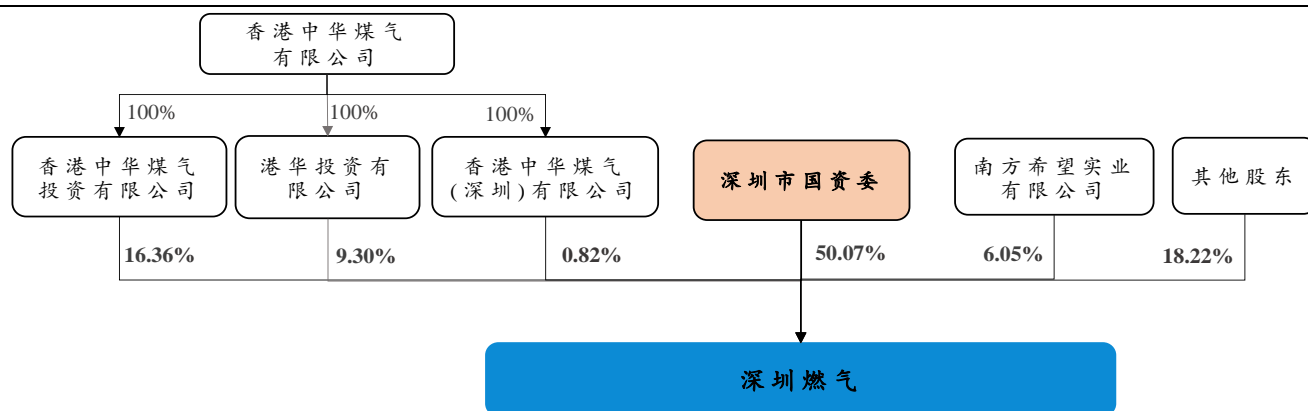 香港中华煤气
有限公司
100%
100%
100%
香港中华煤气
投资有限公司
港华投资有
限公司
香港中华煤气
(深圳)有限公司
深圳市国资委
南方希望实业
有限公司
其他股东
16.36%
9.30%
0.82%
50.07%
6.05%
18.22%
深圳燃气